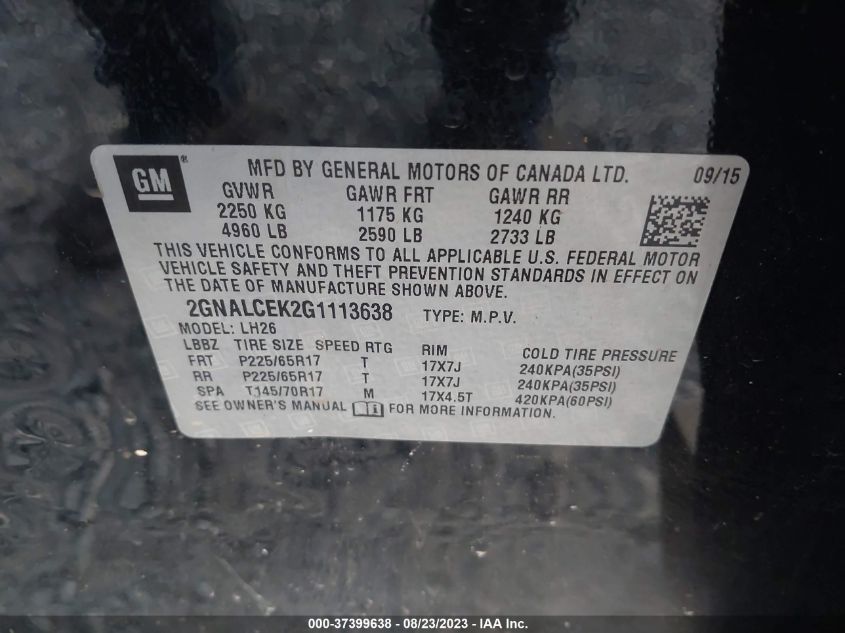 GM ® MFD BY GENERAL MOTORS OF CANADA LTD. 09/15
GVWR GAWR FRT GAWR RR
2250 KG 1175 KG 1240 KG
4960 LB 2590 LB 2733 LB
THIS VEHICLE CONFORMS TO ALL APPLICABLE U.S. FEDERAL MOTOR
VEHICLE SAFETY AND THEFT PREVENTION STANDARDS IN EFFECT ON
THE DATE OF MANUFACTURE SHOWN ABOVE.
2GNALCEK2G1113638 TYPE: M.P.V.
MODEL: LH26
LBBZ TIRE SIZE SPEED RTG RIM COLD TIRE PRESSURE
FRT P225/65R17 T 17X7J 240KPA(35PSI)
RR P225/65R17 T 17X7J 240KPA(35PSI)
SPA T145/70R17 M 17X4.5T 420KPA(60PSI)
SEE OWNER'S MANUAL FOR MORE INFORMATION.
000-37399638 - 08/23/2023 - IAA Inc.